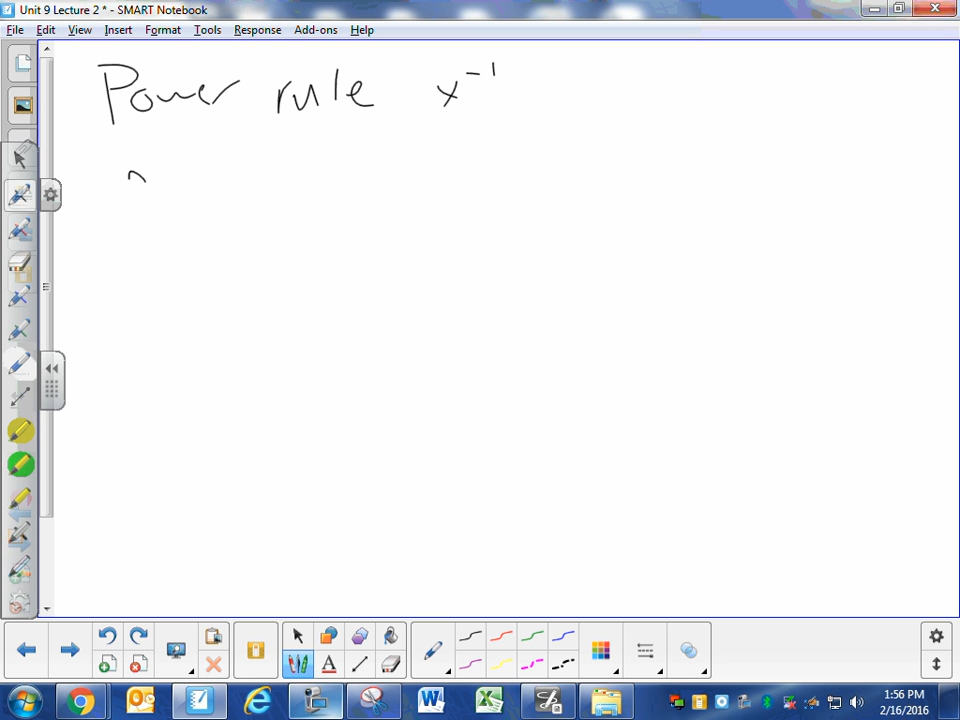 Unit 9 Lecture 2 * - SMART Notebook
File Edit View Insert Format Tools Response Add-ons Help
Power rule x⁻¹
1:56 PM
2/16/2016